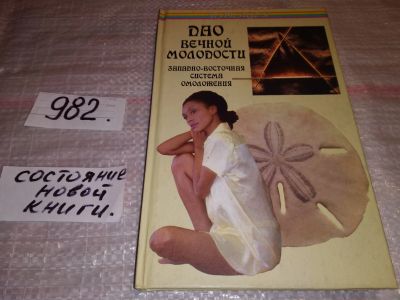 ДАО
ВЕЧНОЙ
МОЛОДОСТИ
ЗАПАДНО-ВОСТОЧНАЯ
СИСТЕМА
ОМОЛОЖЕНИЯ
982.
СОСТОЯНИЕ
НОВОЙ
КНИГИ.